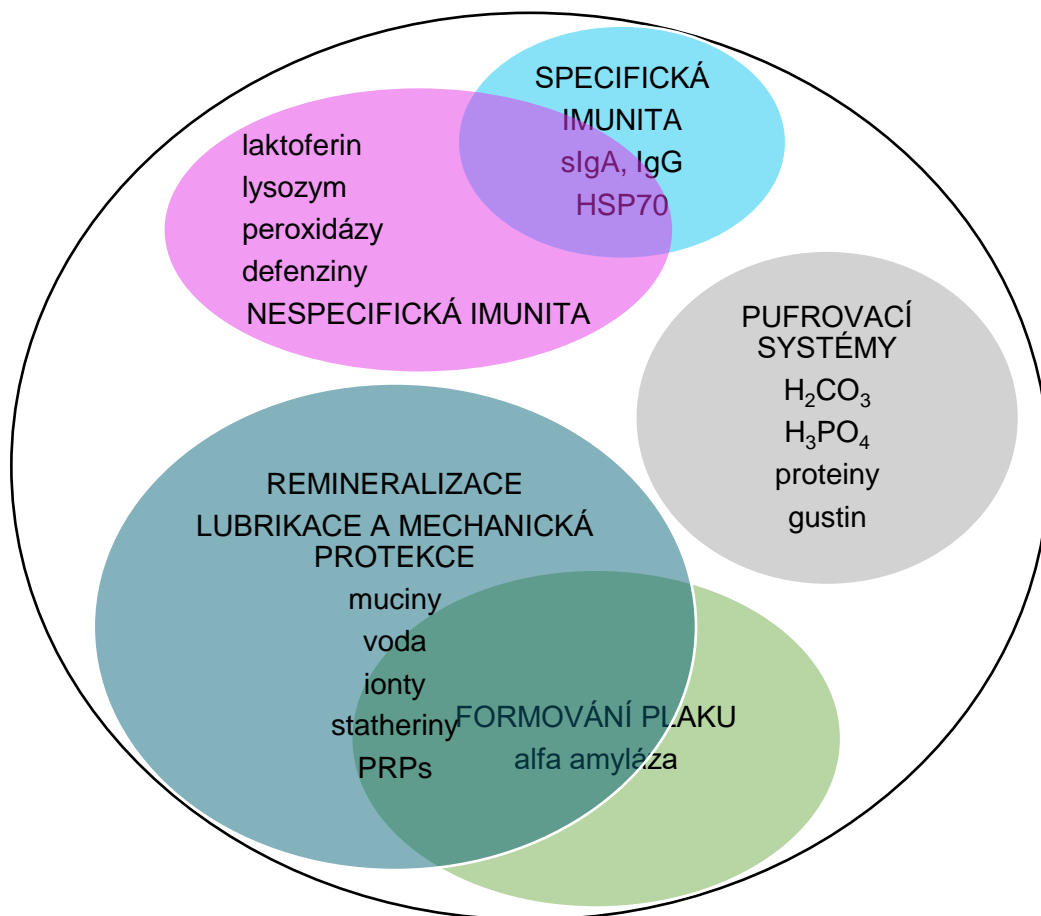 SPECIFICKÁ
IMUNITA
sIgA, IgG
HSP70
laktoferin
lysozym
peroxidázy
defenziny
NESPECIFICKÁ IMUNITA
PUFROVACÍ
SYSTÉMY
H₂CO₃
H₃PO₄
proteiny
gustin
REMINERALIZACE
LUBRIKACE A MECHANICKÁ
PROTEKCE
muciny
voda
ionty
statheriny
PRPs
FORMOVÁNÍ PLAKU
alfa amyláza